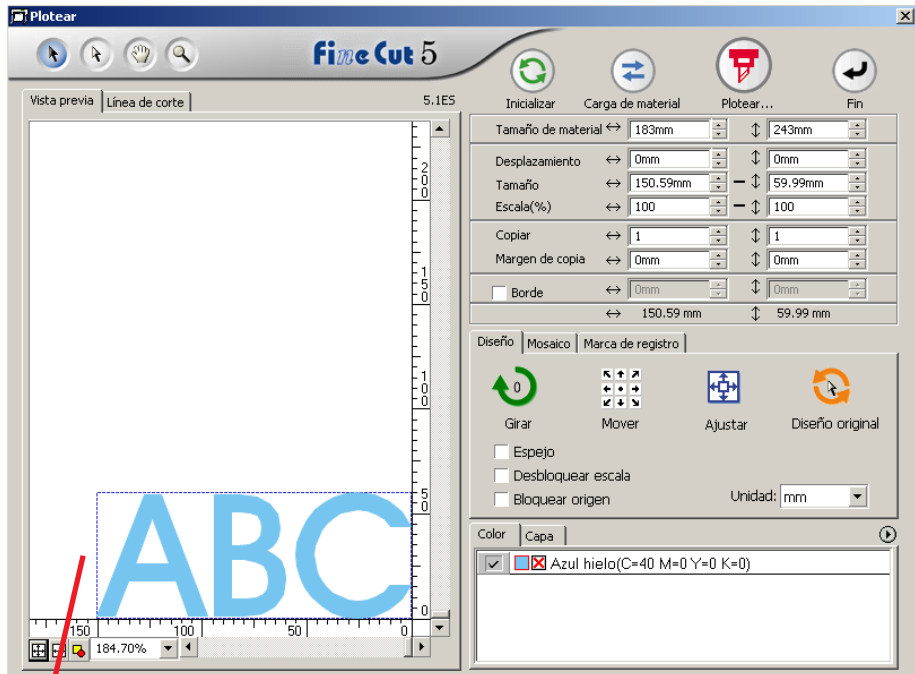 Plotear
FineCut 5
Inicializar Carga de material Plotear... Fin
Vista previa Línea de corte 5.1ES
Tamaño de material 183mm 243mm
Desplazamiento 0mm 0mm
Tamaño 150.59mm 59.99mm
Escala(%) 100 100
Copiar 1 1
Margen de copia 0mm 0mm
Borde 0mm 0mm
150.59 mm 59.99 mm
Diseño Mosaico Marca de registro
0
Girar Mover Ajustar Diseño original
Espejo
Desbloquear escala
Bloquear origen Unidad: mm
Color Capa
Azul hielo(C=40 M=0 Y=0 K=0)
200
150
100
50
0
ABC
150 100 50 0
184.70%